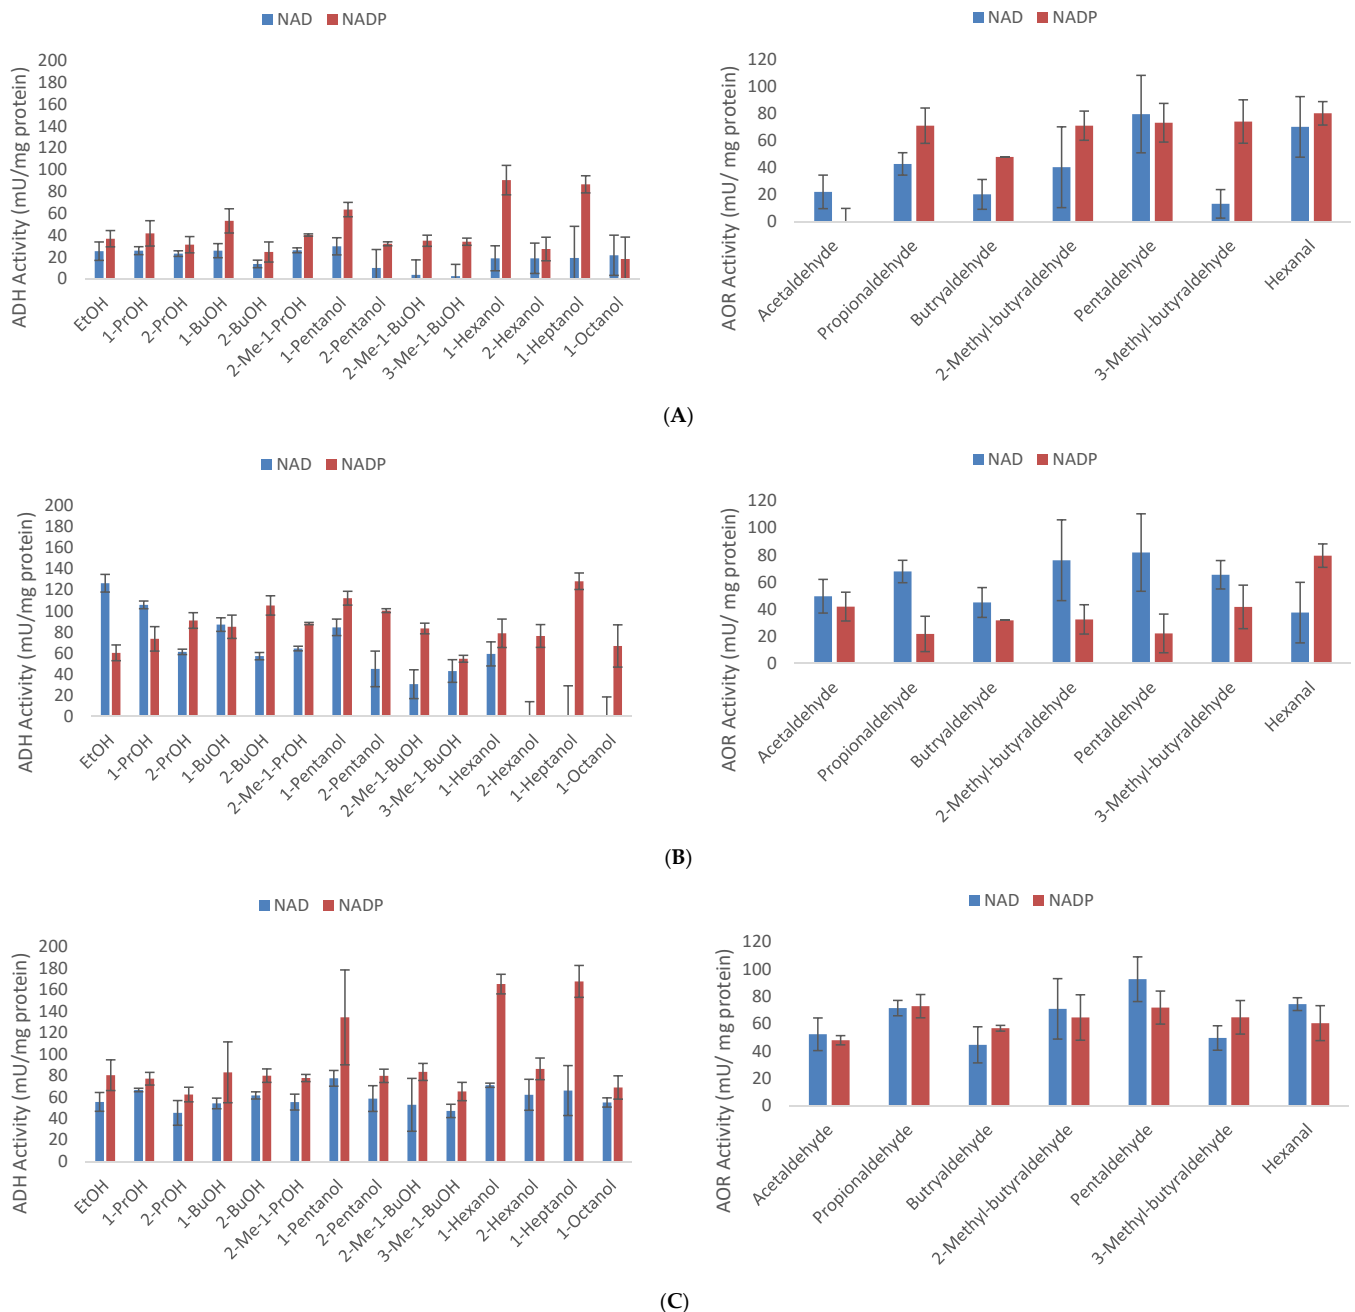 NAD NADP
ADH Activity (mU/mg protein)
200
180
160
140
120
100
80
60
40
20
0
EtOH
1-PrOH
2-PrOH
1-BuOH
2-BuOH
2-Me-1-PrOH
1-Pentanol
2-Pentanol
2-Me-1-BuOH
3-Me-1-BuOH
1-Hexanol
2-Hexanol
1-Heptanol
1-Octanol
NAD NADP
AOR Activity (mU/ mg protein)
120
100
80
60
40
20
0
Acetaldehyde
Propionaldehyde
Butryaldehyde
2-Methyl-butyraldehyde
Pentaldehyde
3-Methyl-butyraldehyde
Hexanal
(A)
NAD NADP
ADH Activity (mU/mg protein)
200
180
160
140
120
100
80
60
40
20
0
EtOH
1-PrOH
2-PrOH
1-BuOH
2-BuOH
2-Me-1-PrOH
1-Pentanol
2-Pentanol
2-Me-1-BuOH
3-Me-1-BuOH
1-Hexanol
2-Hexanol
1-Heptanol
1-Octanol
NAD NADP
AOR Activity (mU/ mg protein)
120
100
80
60
40
20
0
Acetaldehyde
Propionaldehyde
Butryaldehyde
2-Methyl-butyraldehyde
Pentaldehyde
3-Methyl-butyraldehyde
Hexanal
(B)
NAD NADP
ADH Activity (mU/mg protein)
200
180
160
140
120
100
80
60
40
20
0
EtOH
1-PrOH
2-PrOH
1-BuOH
2-BuOH
2-Me-1-PrOH
1-Pentanol
2-Pentanol
2-Me-1-BuOH
3-Me-1-BuOH
1-Hexanol
2-Hexanol
1-Heptanol
1-Octanol
NAD NADP
AOR Activity (mU/ mg protein)
120
100
80
60
40
20
0
Acetaldehyde
Propionaldehyde
Butryaldehyde
2-Methyl-butyraldehyde
Pentaldehyde
3-Methyl-butyraldehyde
Hexanal
(C)